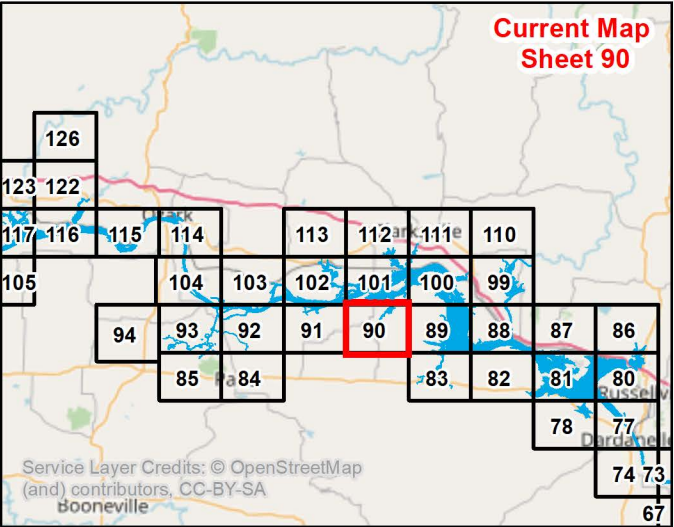 Current Map
Sheet 90
126
123 122
117 116 115 114 113 112 111 110
105 104 103 102 101 100 99
94 93 92 91 90 89 88 87 86
85 84 83 82 81 80
78 77
74 73
67
Dardanelle
Service Layer Credits: © OpenStreetMap
(and) contributors, CC-BY-SA
Booneville